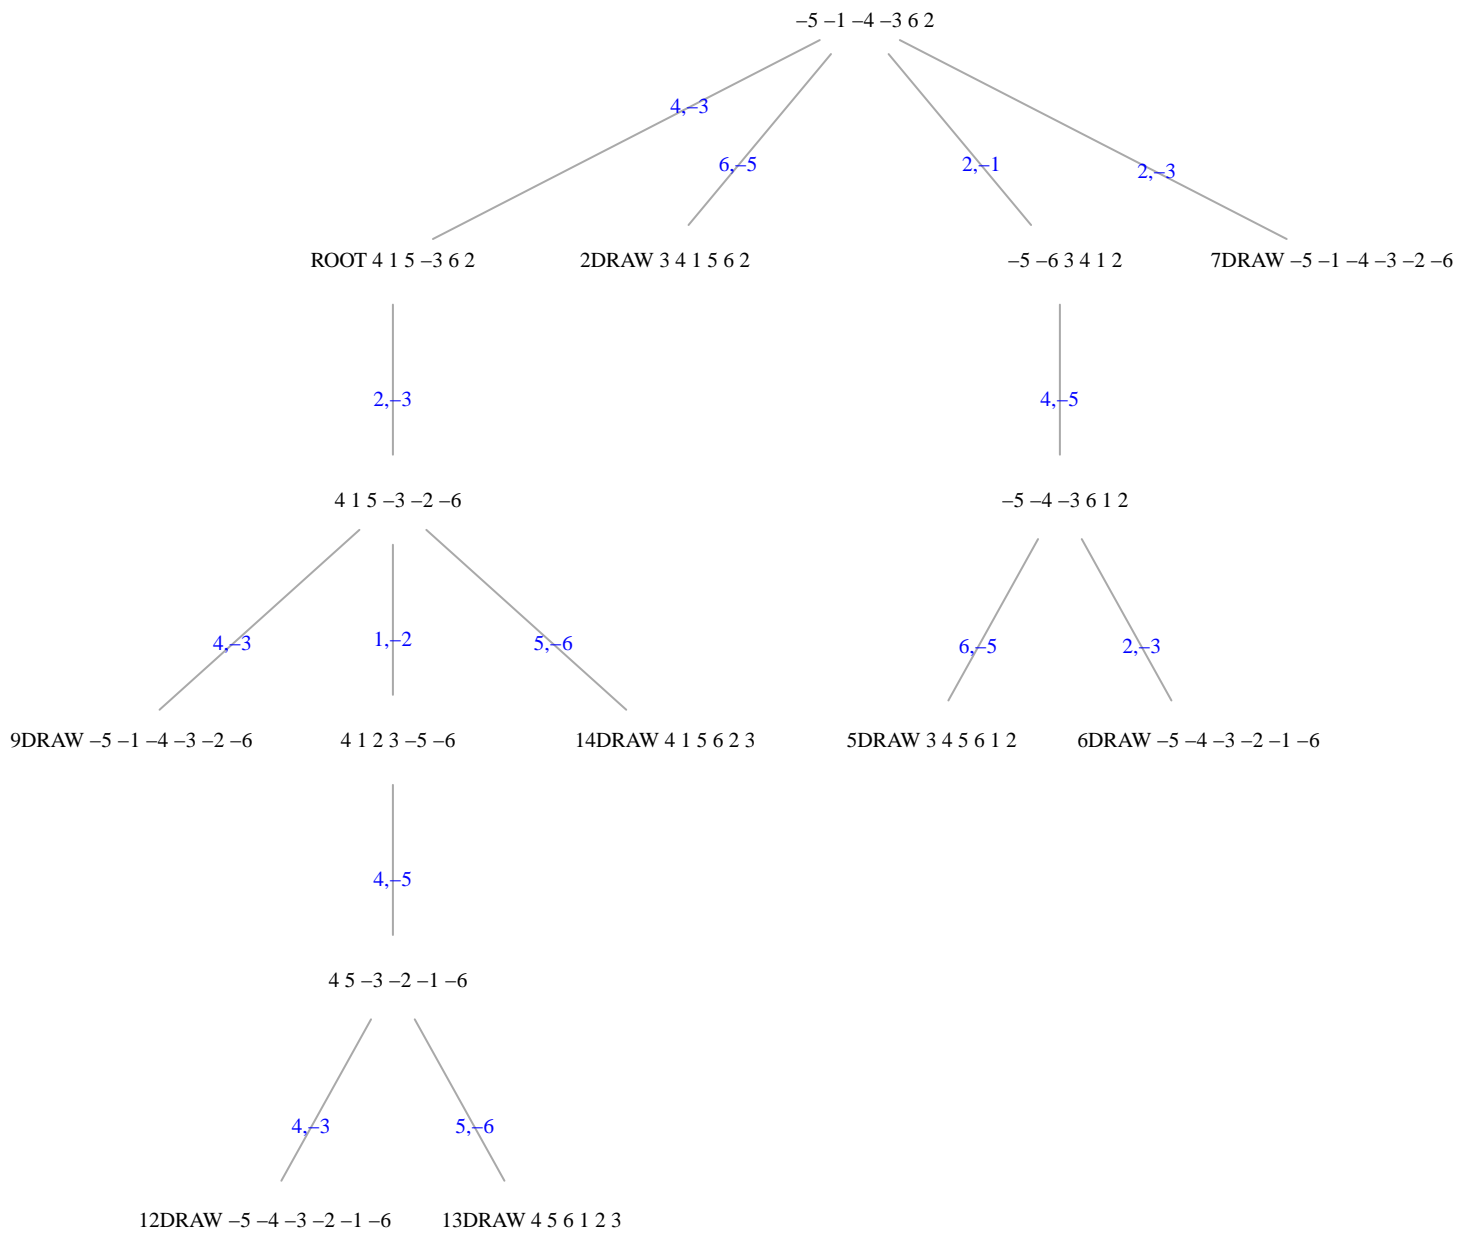 –5 –1 –4 –3 6 2
4,–3
6,–5
2,–1
2,–3
ROOT 4 1 5 –3 6 2
2DRAW 3 4 1 5 6 2
–5 –6 3 4 1 2
7DRAW –5 –1 –4 –3 –2 –6
2,–3
4,–5
4 1 5 –3 –2 –6
–5 –4 –3 6 1 2
4,–3
1,–2
5,–6
6,–5
2,–3
9DRAW –5 –1 –4 –3 –2 –6
4 1 2 3 –5 –6
14DRAW 4 1 5 6 2 3
5DRAW 3 4 5 6 1 2
6DRAW –5 –4 –3 –2 –1 –6
4,–5
4 5 –3 –2 –1 –6
4,–3
5,–6
12DRAW –5 –4 –3 –2 –1 –6
13DRAW 4 5 6 1 2 3